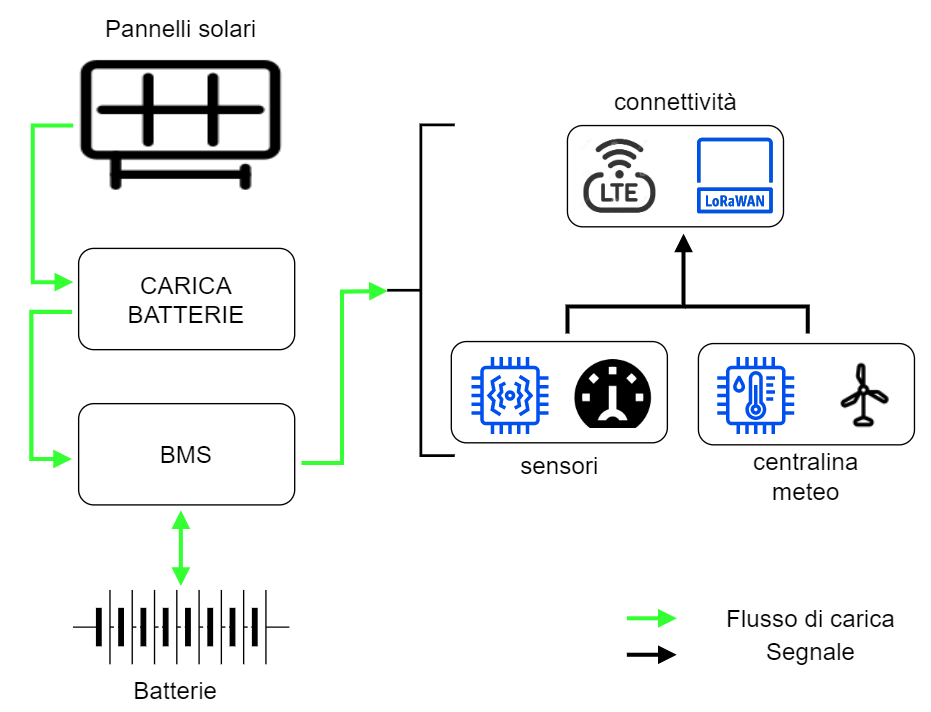 Pannelli solari
connettività
LTE
LoRaWAN
CARICA
BATTERIE
BMS
sensori
centralina
meteo
Batterie
Flusso di carica
Segnale